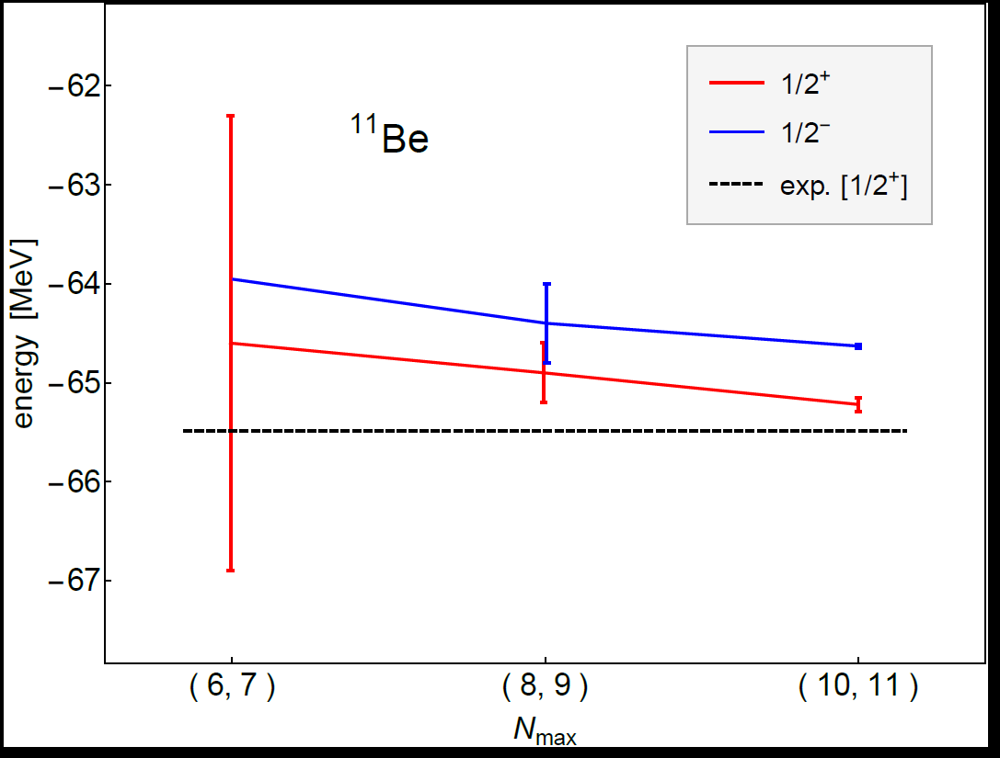 −62
−63
−64
−65
−66
−67
energy [MeV]
¹¹Be
1/2⁺
1/2⁻
exp. [1/2⁺]
( 6, 7 )
( 8, 9 )
( 10, 11 )
Nmax